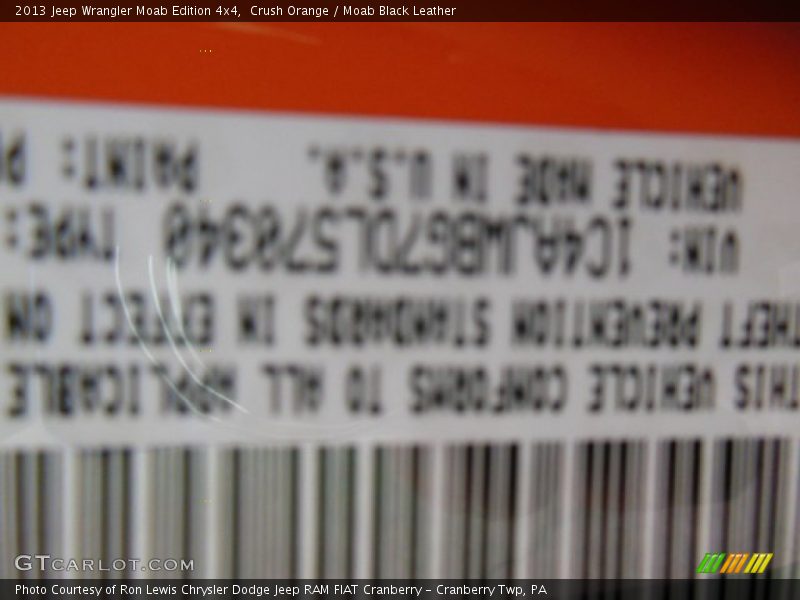 2013 Jeep Wrangler Moab Edition 4x4, Crush Orange / Moab Black Leather
THIS VEHICLE CONFORMS TO ALL APPLICABLE
THEFT PREVENTION STANDARDS IN EFFECT ON
VIN: 1C4AJWBG7DL570340 TYPE:
VEHICLE MADE IN U.S.A. PAINT:
GTCARLOT.COM
Photo Courtesy of Ron Lewis Chrysler Dodge Jeep RAM FIAT Cranberry - Cranberry Twp, PA